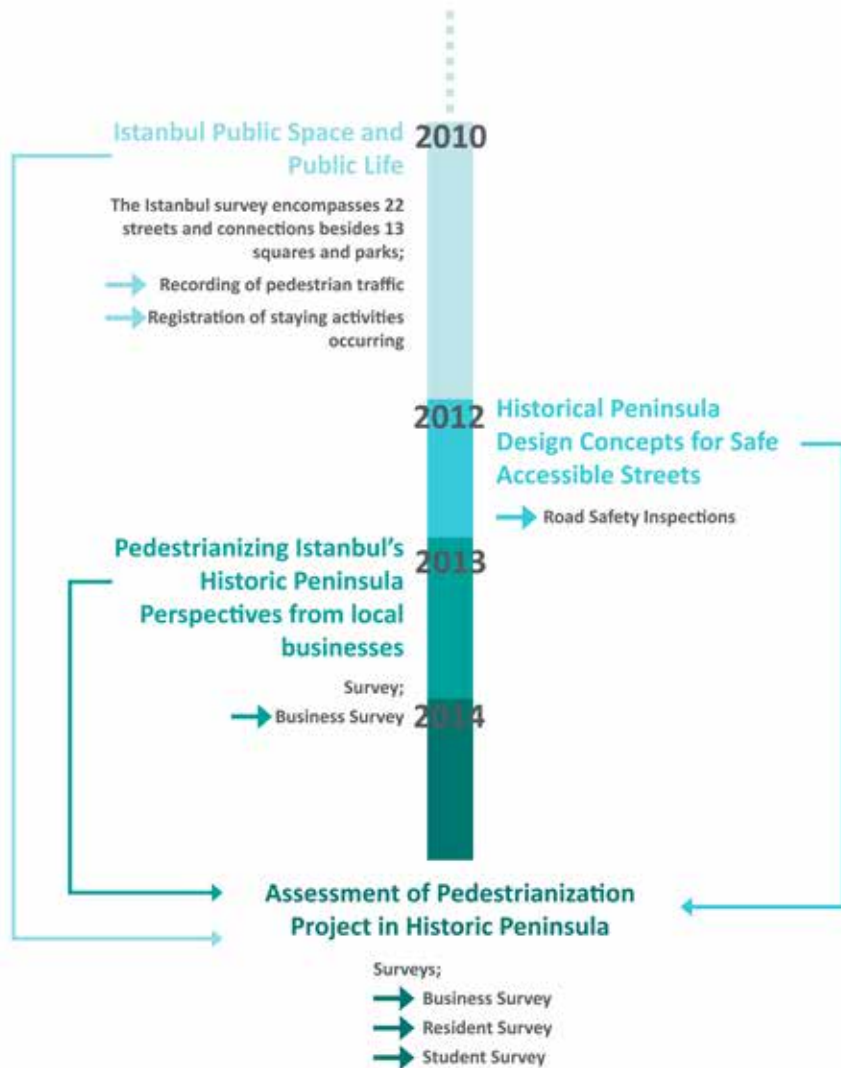 2010
Istanbul Public Space and
Public Life
The Istanbul survey encompasses 22
streets and connections besides 13
squares and parks;
Recording of pedestrian traffic
Registration of staying activities
occurring
2012
Historical Peninsula
Design Concepts for Safe
Accessible Streets
Road Safety Inspections
2013
Pedestrianizing Istanbul’s
Historic Peninsula
Perspectives from local
businesses
Survey;
Business Survey
2014
Assessment of Pedestrianization
Project in Historic Peninsula
Surveys;
Business Survey
Resident Survey
Student Survey